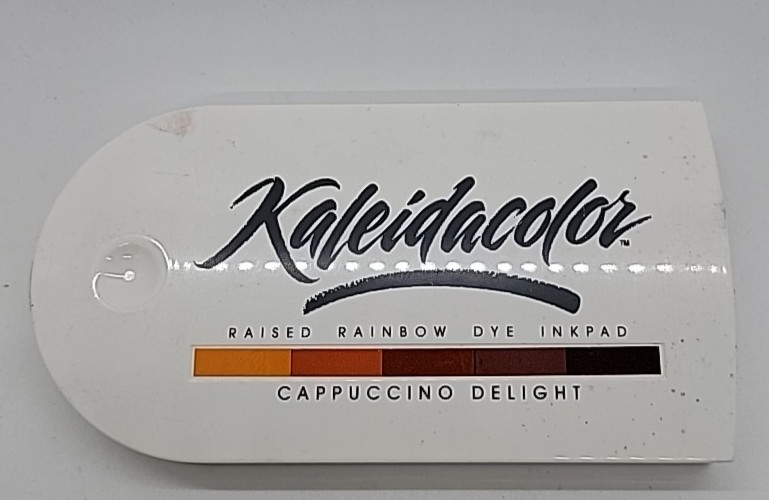 Kaleidacolor™
RAISED RAINBOW DYE INKPAD
CAPPUCCINO DELIGHT